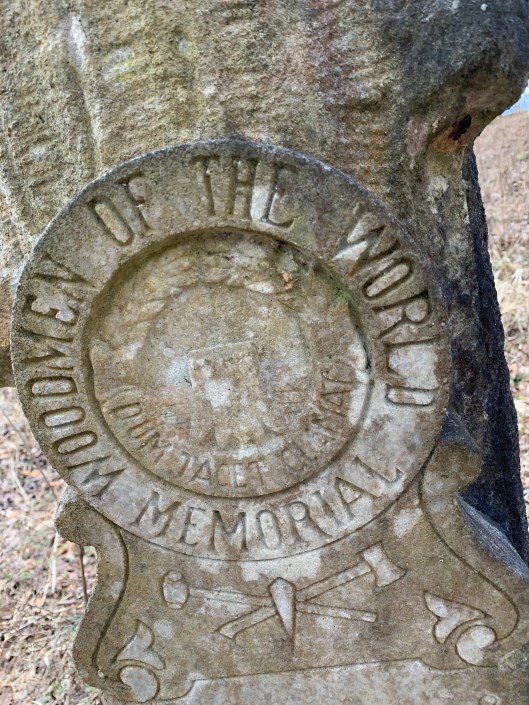 WOODMEN OF THE WORLD
MEMORIAL
DUM TACET CLAMAT